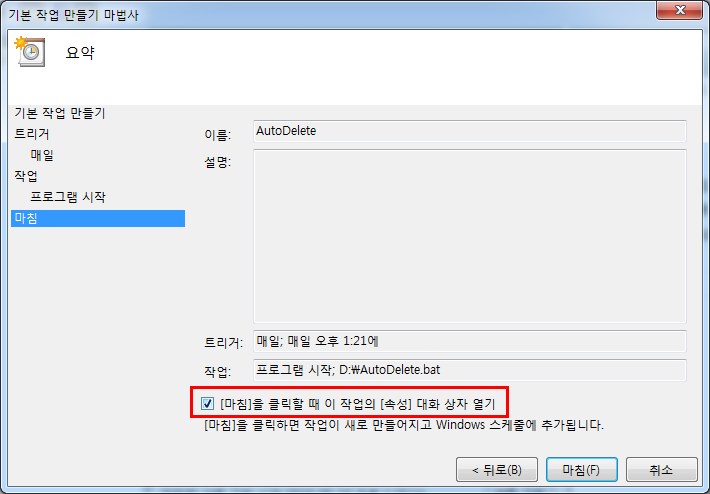 기본 작업 만들기 마법사
요약
기본 작업 만들기
트리거
매일
작업
프로그램 시작
마침
이름:
AutoDelete
설명:
트리거:
매일; 매일 오후 1:21에
작업:
프로그램 시작; D:₩AutoDelete.bat
[마침]을 클릭할 때 이 작업의 [속성] 대화 상자 열기
[마침]을 클릭하면 작업이 새로 만들어지고 Windows 스케줄에 추가됩니다.
< 뒤로(B)
마침(F)
취소